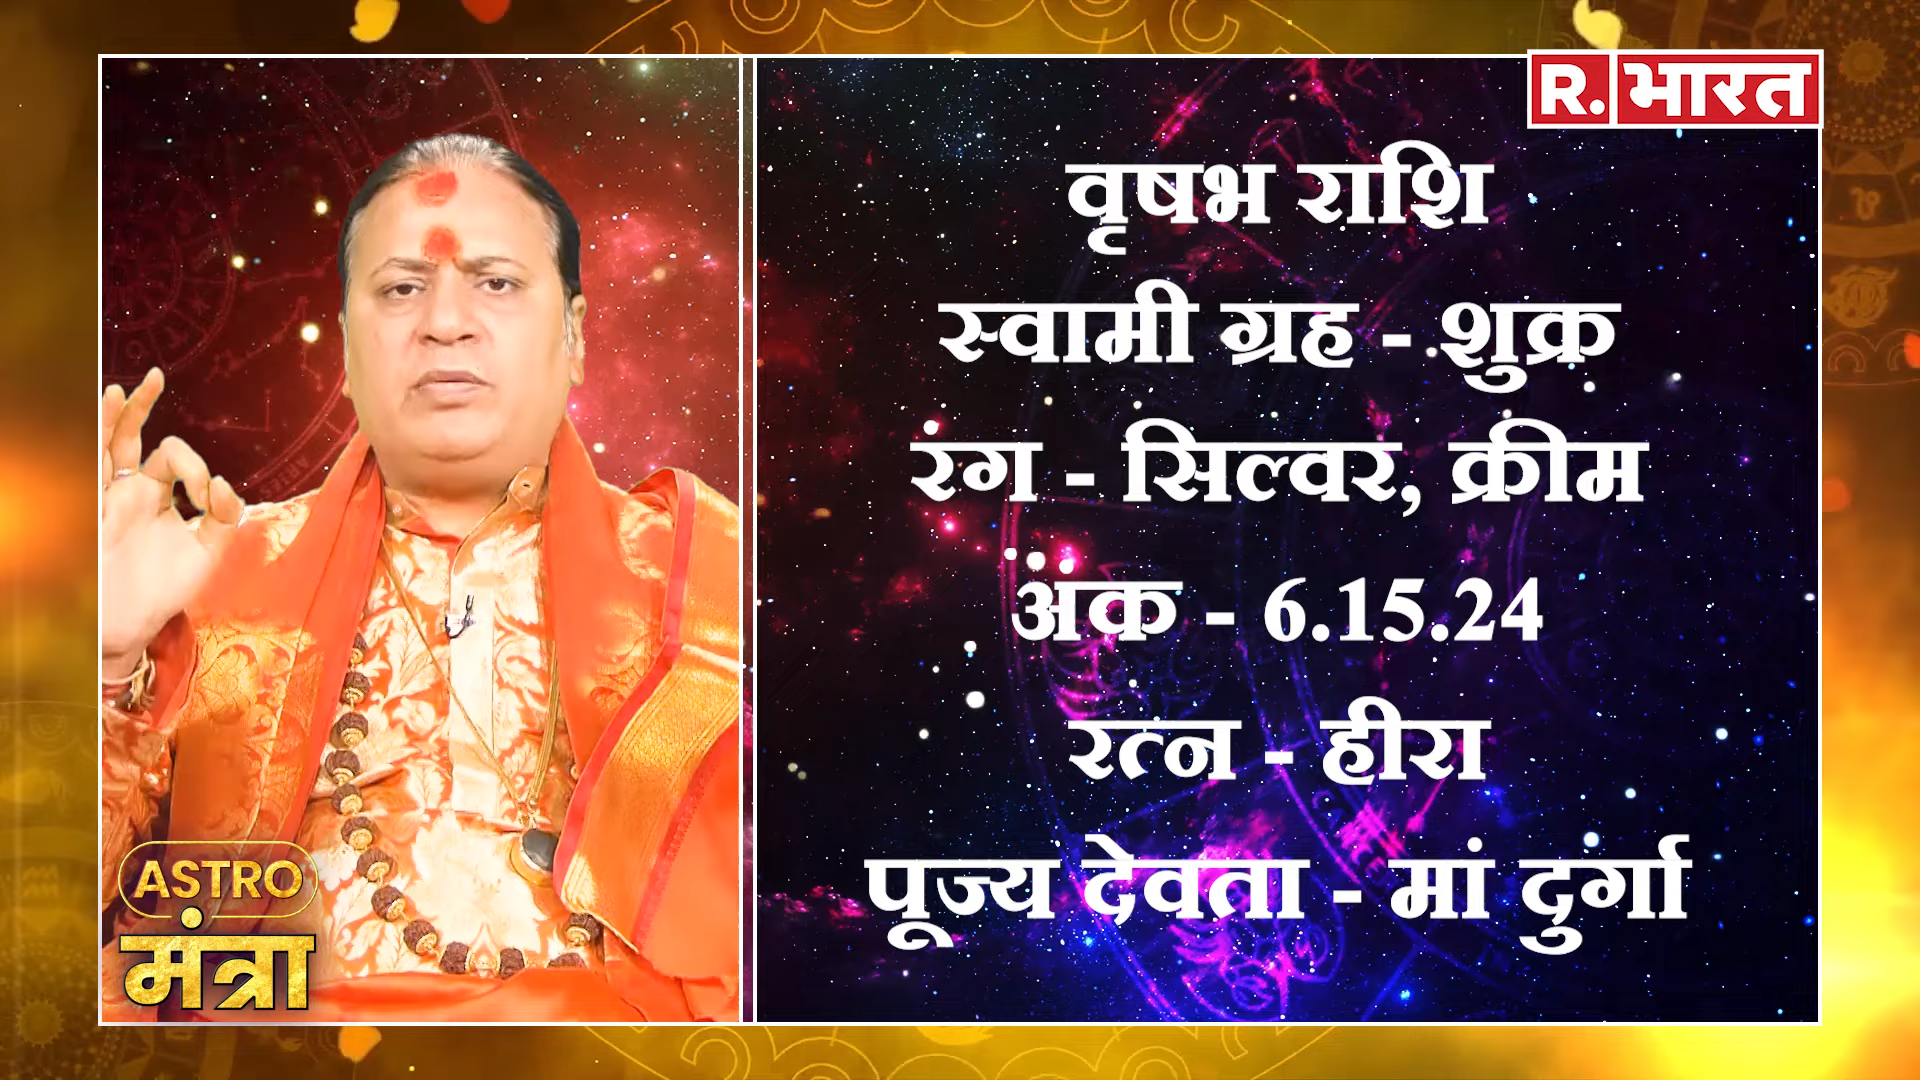 R. भारत
वृषभ राशि
स्वामी ग्रह - शुक्र
रंग - सिल्वर, क्रीम
अंक - 6.15.24
रत्न - हीरा
पूज्य देवता - मां दुर्गा
ASTRO
मंत्रा